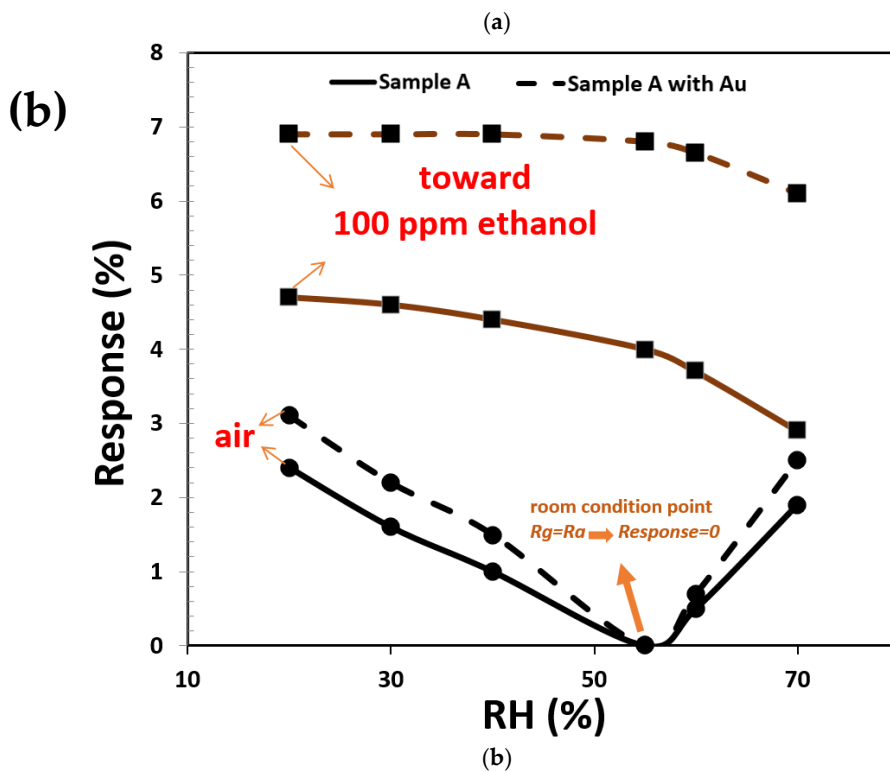 (a)
(b)
8
7
6
5
4
3
2
1
0
Response (%)
Sample A
Sample A with Au
toward
100 ppm ethanol
air
room condition point
Rg=Ra Response=0
10
30
50
70
RH (%)
(b)